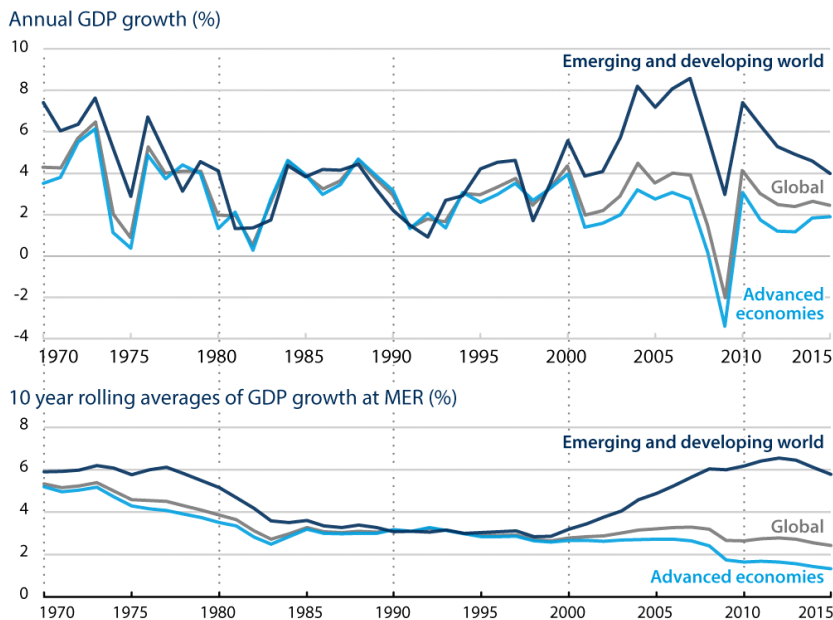 Annual GDP growth (%)
10
Emerging and developing world
8
6
4
Global
2
0
-2
Advanced
economies
-4
1970 1975 1980 1985 1990 1995 2000 2005 2010 2015
10 year rolling averages of GDP growth at MER (%)
8
Emerging and developing world
6
4
Global
2
Advanced economies
0
1970 1975 1980 1985 1990 1995 2000 2005 2010 2015